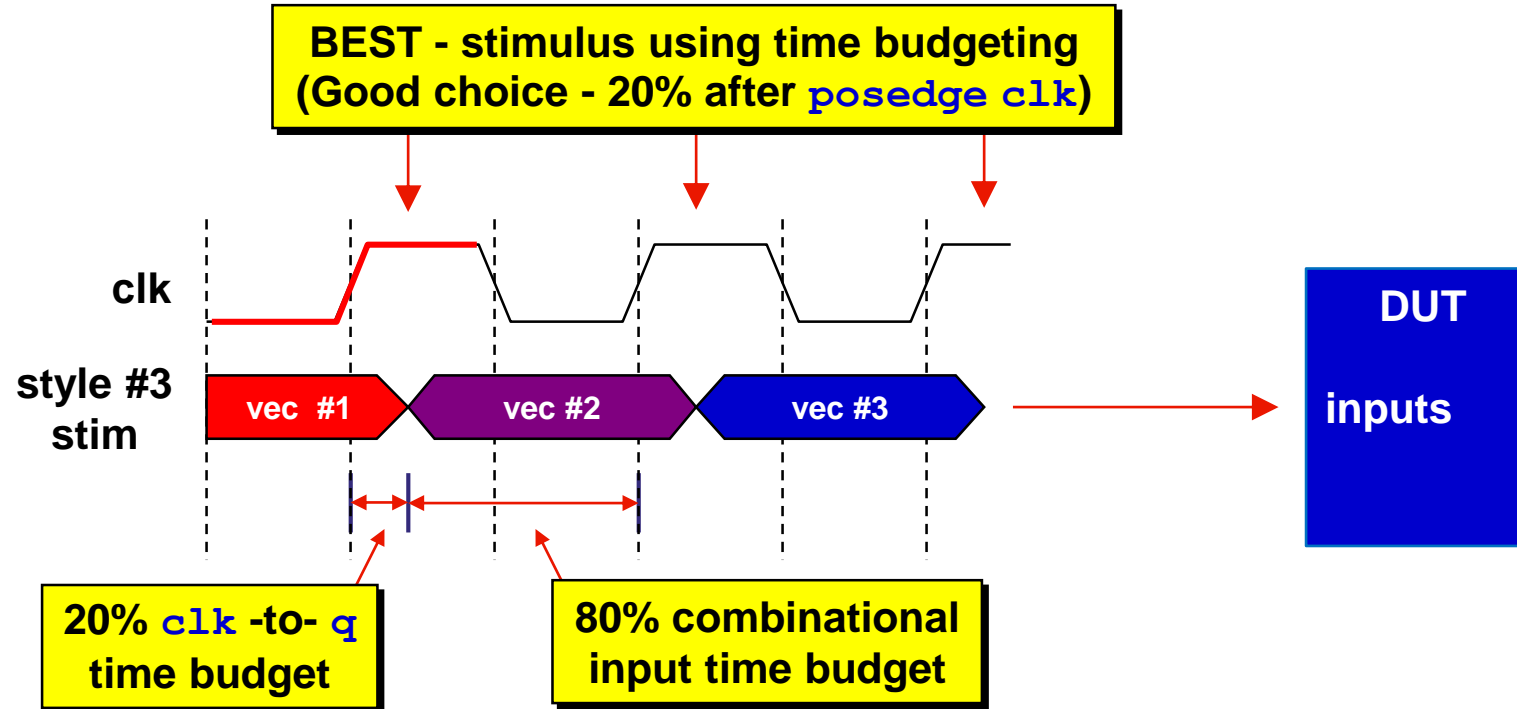 BEST - stimulus using time budgeting
(Good choice - 20% after posedge clk)
clk
DUT
style #3
stim
vec #1
vec #2
vec #3
inputs
20% clk -to- q
time budget
80% combinational
input time budget